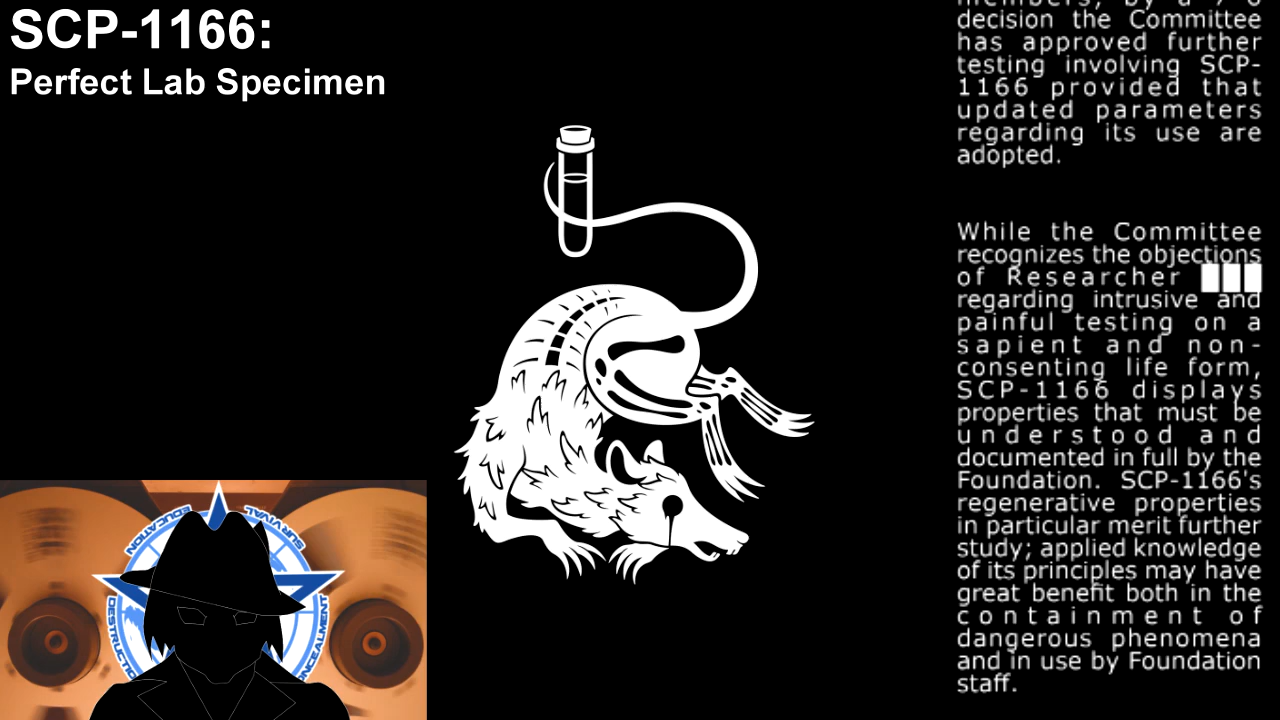 SCP-1166:
Perfect Lab Specimen
decision the Committee
has approved further
testing involving SCP-
1166 provided that
updated parameters
regarding its use are
adopted.
While the Committee
recognizes the objections
of Researcher ███
regarding intrusive and
painful testing on a
sapient and non-
consenting life form,
SCP-1166 displays
properties that must be
understood and
documented in full by the
Foundation. SCP-1166's
regenerative properties
in particular merit further
study; applied knowledge
of its principles may have
great benefit both in the
containment of
dangerous phenomena
and in use by Foundation
staff.
EDUCATION
SURVIVAL